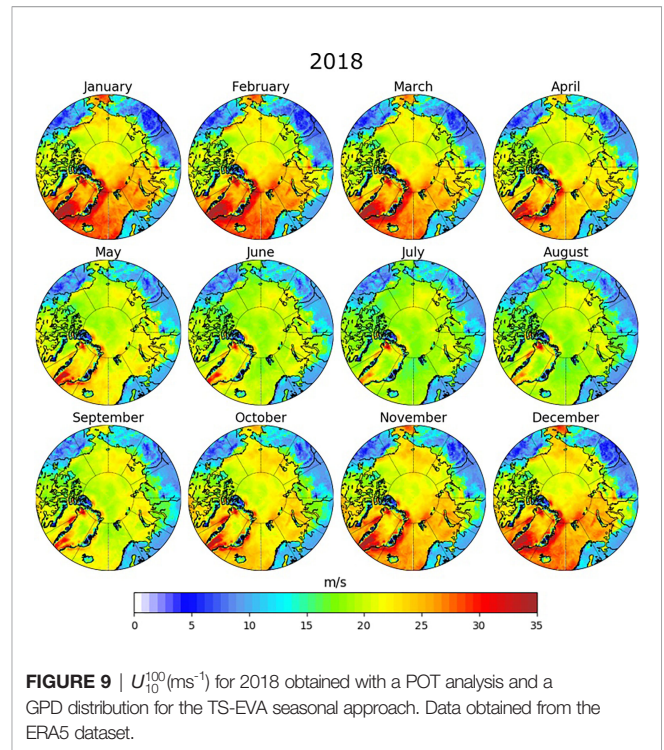 2018
January February March April
May June July August
September October November December
m/s
0 5 10 15 20 25 30 35
FIGURE 9 | U₁₀¹⁰⁰(ms⁻¹) for 2018 obtained with a POT analysis and a
GPD distribution for the TS-EVA seasonal approach. Data obtained from the
ERA5 dataset.